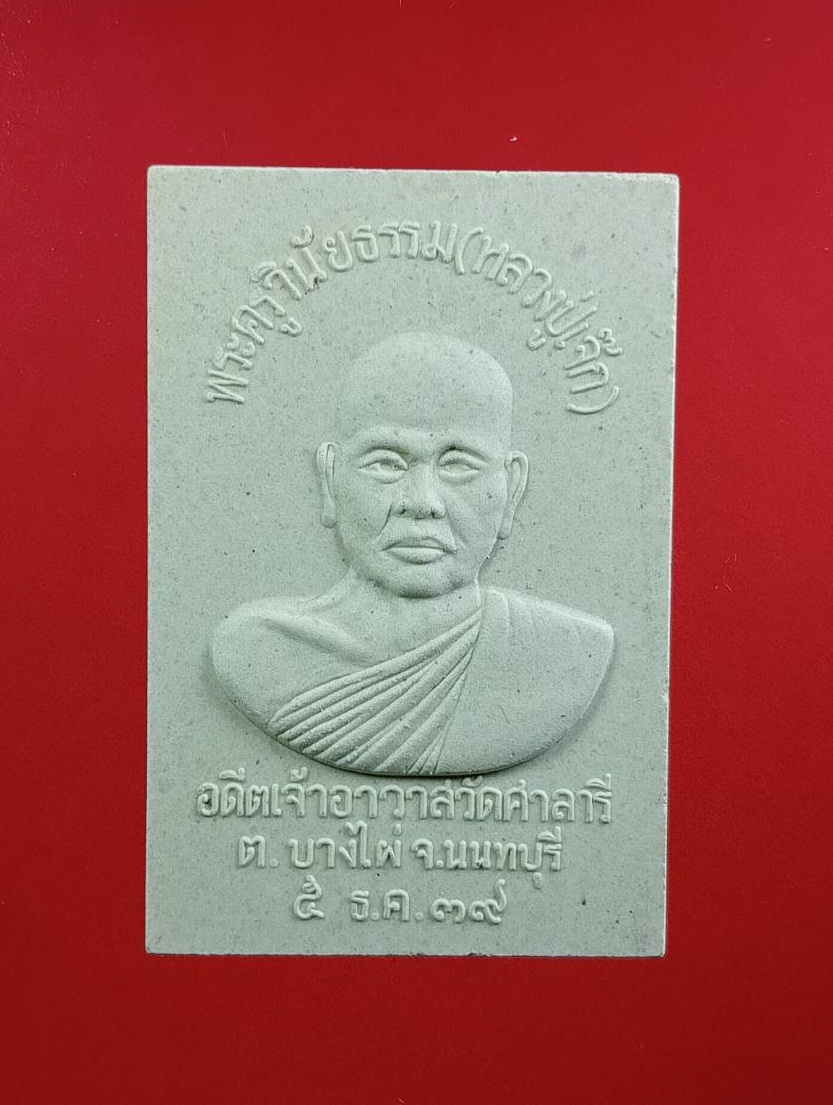 พระครูวินัยธรรม(หลวงปู่เจ๊ก)
อดีตเจ้าอาวาสวัดศาลารี
ต. บางไผ่ จ.นนทบุรี
๕ ธ.ค.๓๙